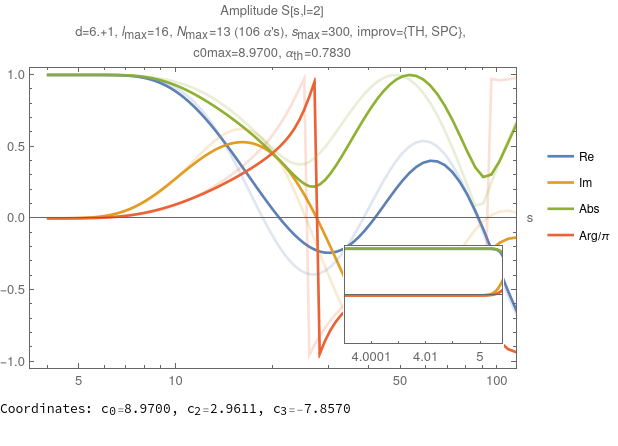 Amplitude S[s,l=2]
d=6.+1, lmax=16, Nmax=13 (106 α's), smax=300, improv={TH, SPC},
c0max=8.9700, αth=0.7830
1.0
0.5
0.0
-0.5
-1.0
s
Re
Im
Abs
Arg/π
4.0001 4.01 5
5 10 50 100
Coordinates: c0=8.9700, c2=2.9611, c3=-7.8570